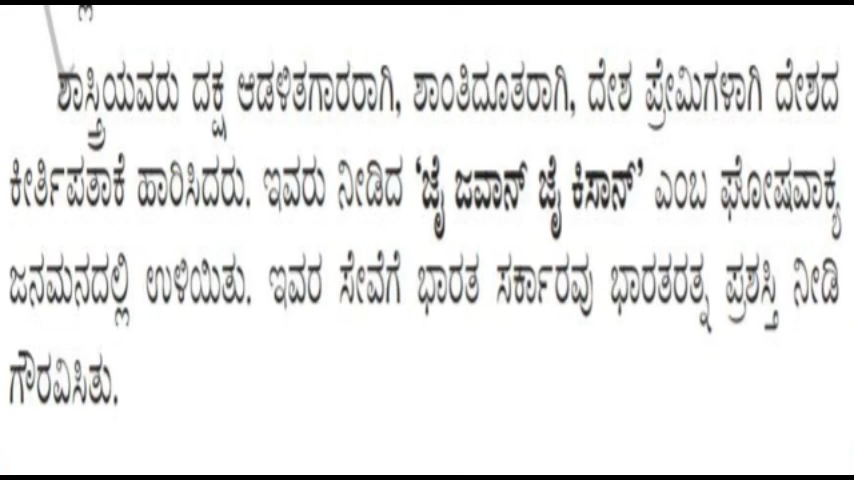 ಶಾಸ್ತ್ರಿಯವರು ದಕ್ಷ ಆಡಳಿತಗಾರರಾಗಿ, ಶಾಂತಿದೂತರಾಗಿ, ದೇಶ ಪ್ರೇಮಿಗಳಾಗಿ ದೇಶದ
ಕೀರ್ತಿಪತಾಕೆ ಹಾರಿಸಿದರು. ಇವರು ನೀಡಿದ ‘ಜೈ ಜವಾನ್ ಜೈ ಕಿಸಾನ್’ ಎಂಬ ಘೋಷವಾಕ್ಯ
ಜನಮನದಲ್ಲಿ ಉಳಿಯಿತು. ಇವರ ಸೇವೆಗೆ ಭಾರತ ಸರ್ಕಾರವು ಭಾರತರತ್ನ ಪ್ರಶಸ್ತಿ ನೀಡಿ
ಗೌರವಿಸಿತು.